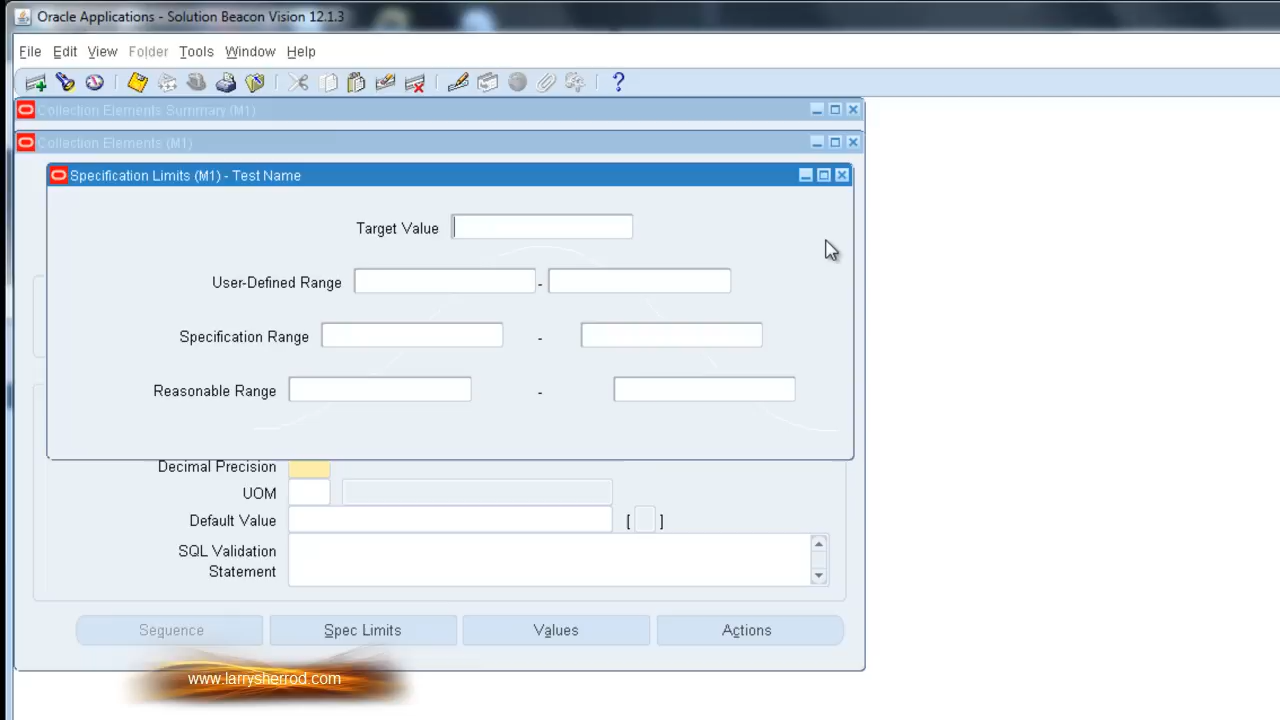 Oracle Applications - Solution Beacon Vision 12.1.3
File Edit View Folder Tools Window Help
Collection Elements Summary (M1)
Collection Elements (M1)
Specification Limits (M1) - Test Name
Target Value
User-Defined Range -
Specification Range -
Reasonable Range -
Decimal Precision
UOM
Default Value [ ]
SQL Validation
Statement
Sequence Spec Limits Values Actions
www.larrysherrod.com